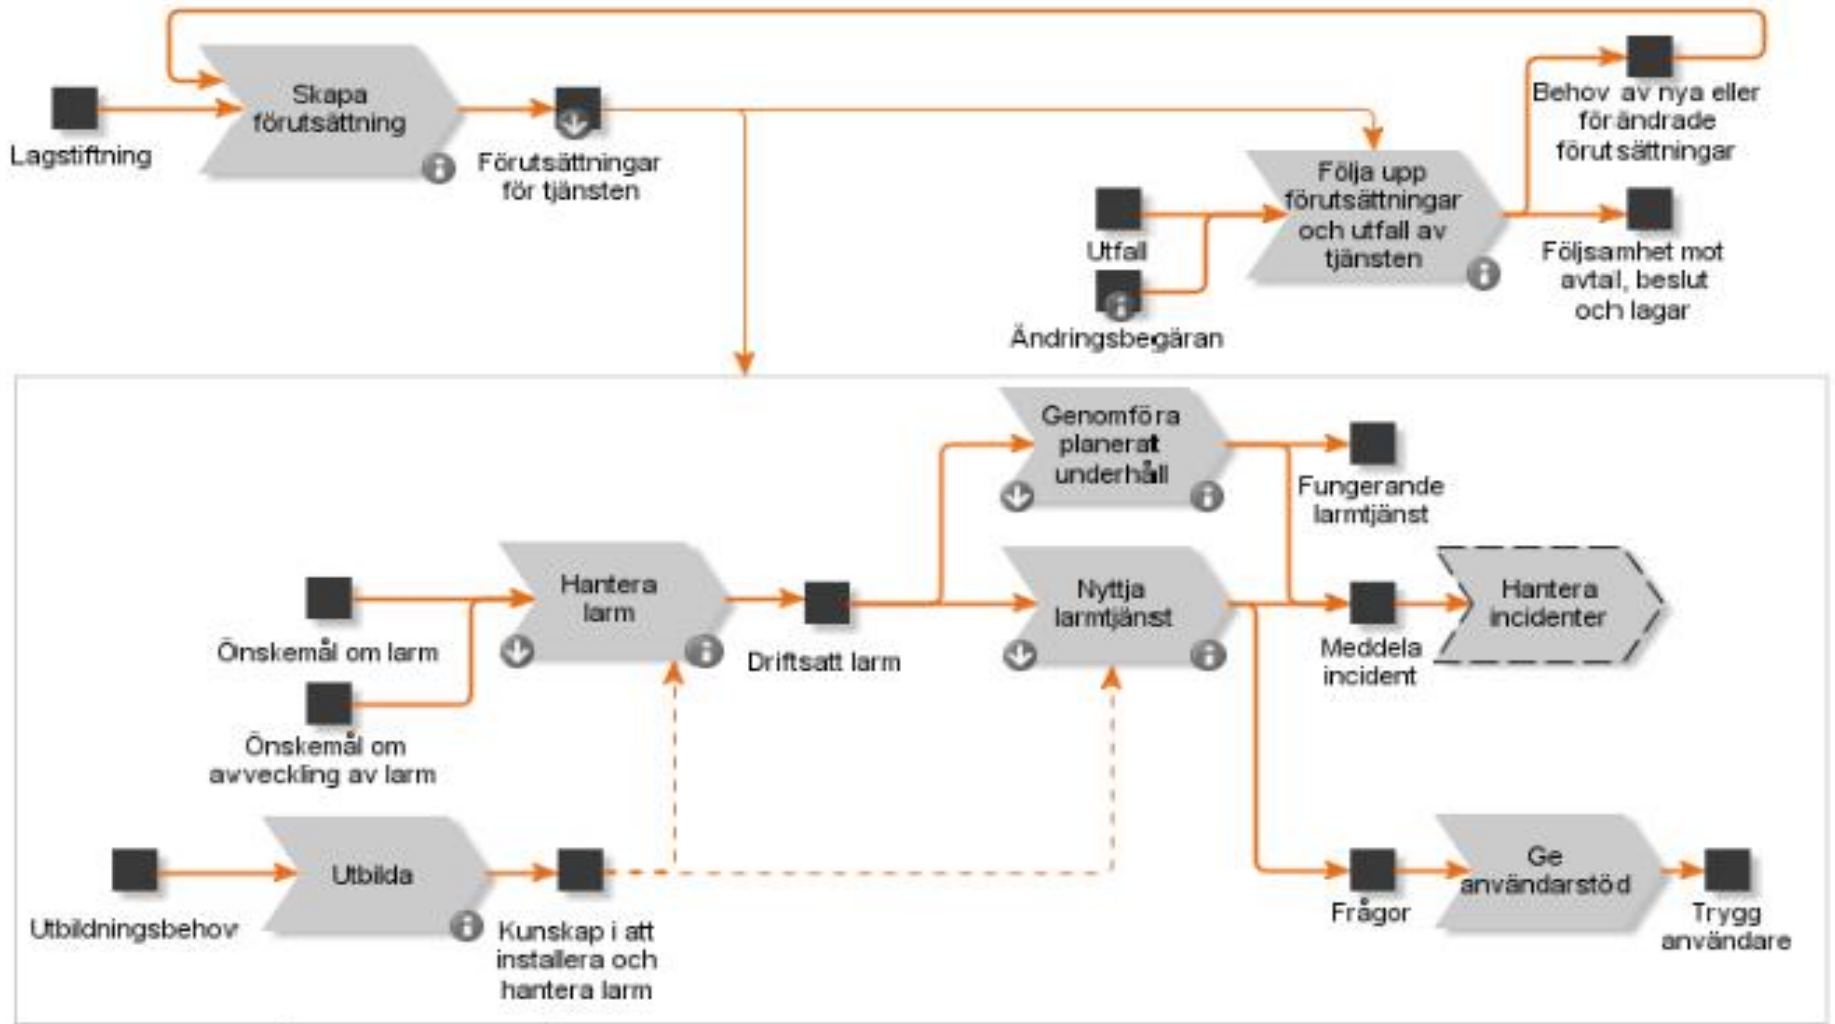 Skapa
förutsättning
Lagstiftning
Förutsättningar
för tjänsten
Behov av nya eller
förändrade
förutsättningar
Följa upp
förutsättningar
och utfall av
tjänsten
Utfall
Ändringsbegäran
Följsamhet mot
avtal, beslut
och lagar
Genomföra
planerat
underhåll
Fungerande
larmtjänst
Hantera
larm
Nyttja
larmtjänst
Hantera
incidenter
Önskemål om larm
Driftsatt larm
Meddela
incident
Önskemål om
avveckling av larm
Utbilda
Utbildningsbehov
Kunskap i att
installera och
hantera larm
Frågor
Ge
användarstöd
Trygg
användare